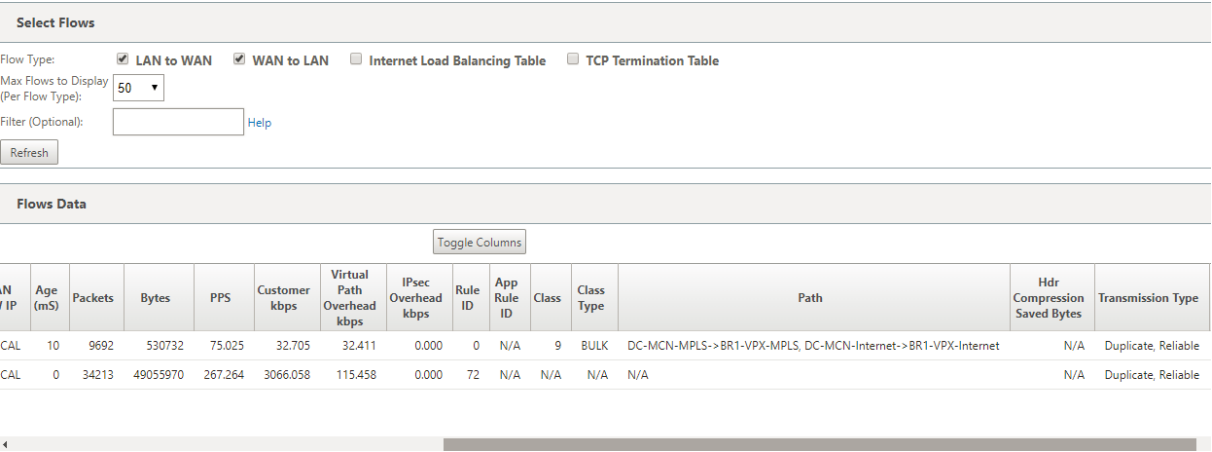 Select Flows
Flow Type: LAN to WAN WAN to LAN Internet Load Balancing Table TCP Termination Table
Max Flows to Display
(Per Flow Type):
50
Filter (Optional): Help
Refresh
Flows Data
Toggle Columns
AN
/ IP
Age
(mS)
Packets
Bytes
PPS
Customer
kbps
Virtual
Path
Overhead
kbps
IPsec
Overhead
kbps
Rule
ID
App
Rule
ID
Class
Class
Type
Path
Hdr
Compression
Saved Bytes
Transmission Type
CAL 10 9692 530732 75.025 32.705 32.411 0.000 0 N/A 9 BULK DC-MCN-MPLS->BR1-VPX-MPLS, DC-MCN-Internet->BR1-VPX-Internet N/A Duplicate, Reliable
CAL 0 34213 49055970 267.264 3066.058 115.458 0.000 72 N/A N/A N/A N/A N/A Duplicate, Reliable